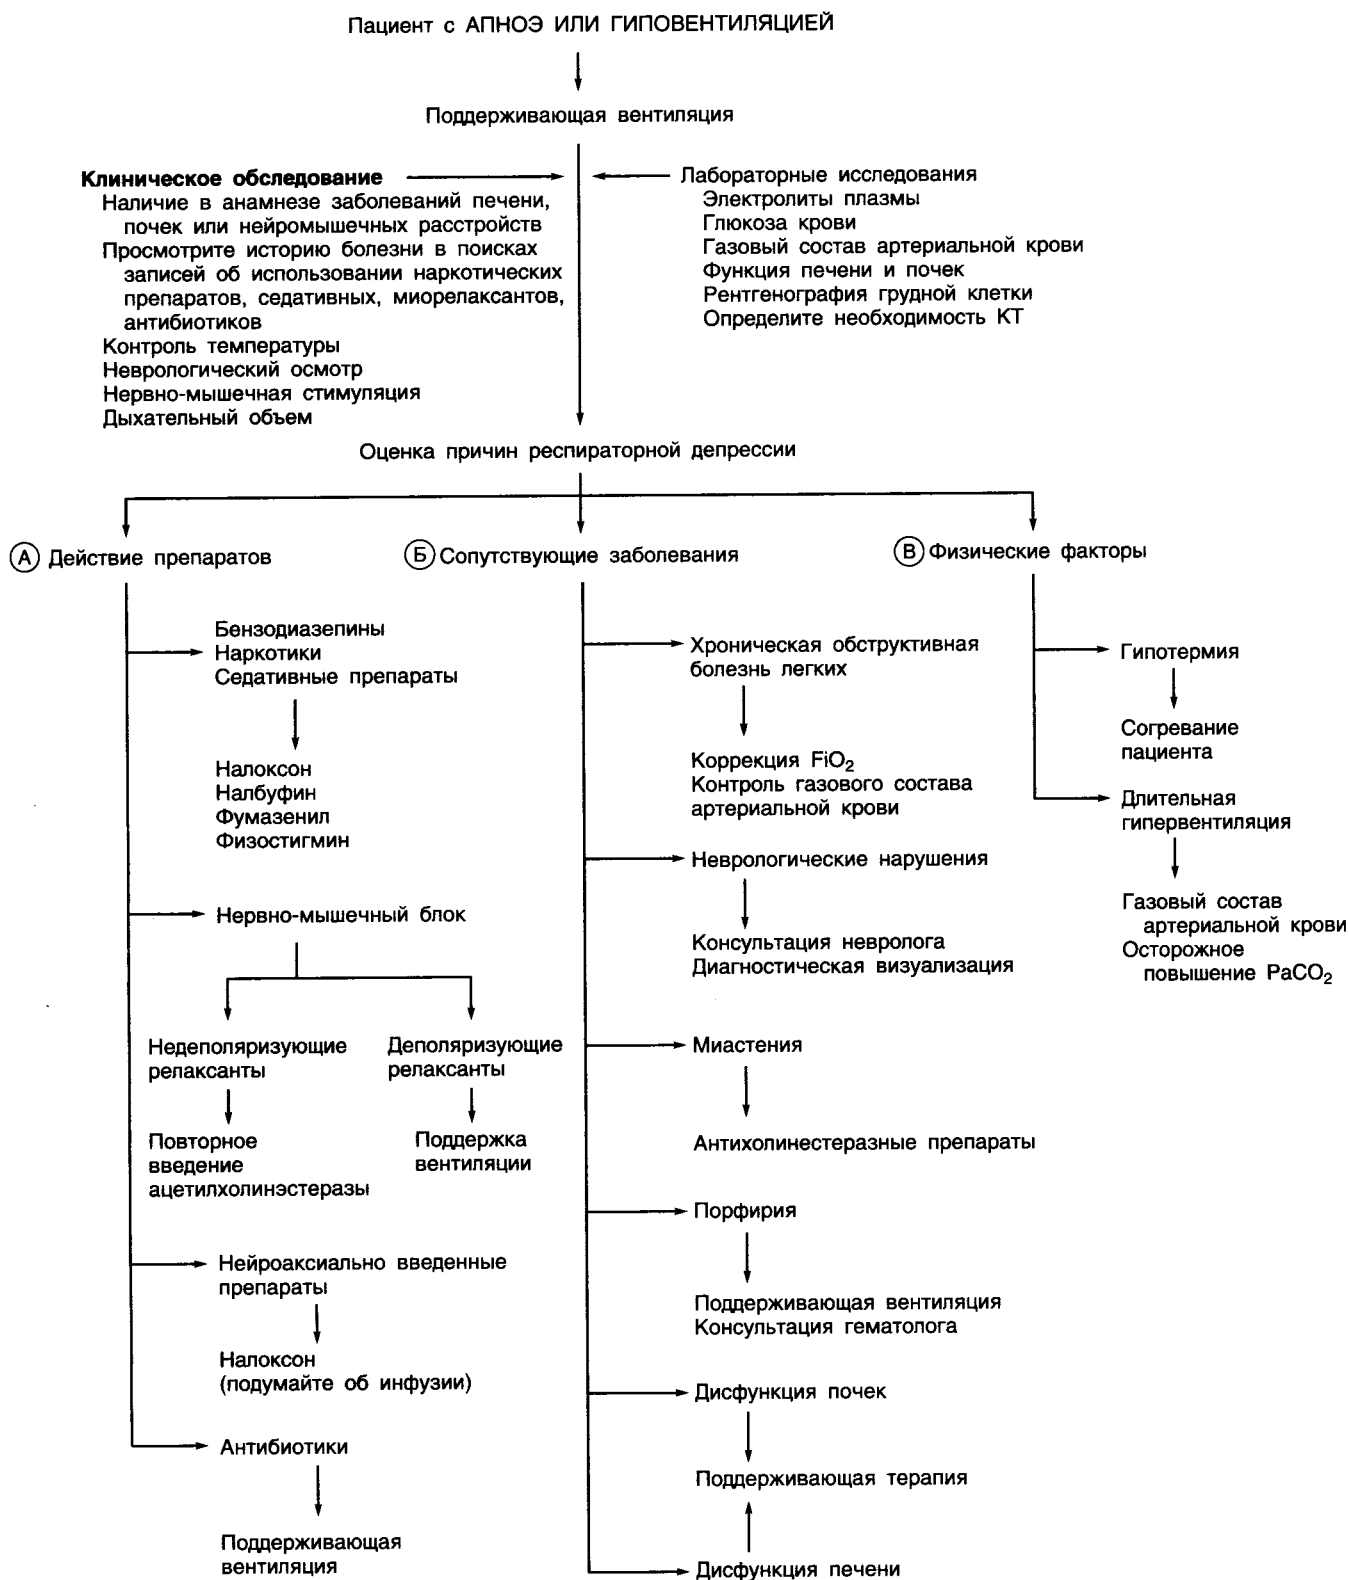 Пациент с АПНОЭ ИЛИ ГИПОВЕНТИЛЯЦИЕЙ
Поддерживающая вентиляция
Клиническое обследование
Наличие в анамнезе заболеваний печени,
почек или нейромышечных расстройств
Просмотрите историю болезни в поисках
записей об использовании наркотических
препаратов, седативных, миорелаксантов,
антибиотиков
Контроль температуры
Неврологический осмотр
Нервно-мышечная стимуляция
Дыхательный объем
Лабораторные исследования
Электролиты плазмы
Глюкоза крови
Газовый состав артериальной крови
Функция печени и почек
Рентгенография грудной клетки
Определите необходимость КТ
Оценка причин респираторной депрессии
А Действие препаратов
Бензодиазепины
Наркотики
Седативные препараты
Налоксон
Налбуфин
Фумазенил
Физостигмин
Нервно-мышечный блок
Недеполяризующие
релаксанты
Повторное
введение
ацетилхолинэстеразы
Деполяризующие
релаксанты
Поддержка
вентиляции
Нейроаксиально введенные
препараты
Налоксон
(подумайте об инфузии)
Антибиотики
Поддерживающая
вентиляция
Б Сопутствующие заболевания
Хроническая обструктивная
болезнь легких
Коррекция FiO2
Контроль газового состава
артериальной крови
Неврологические нарушения
Консультация невролога
Диагностическая визуализация
Миастения
Антихолинестеразные препараты
Порфирия
Поддерживающая вентиляция
Консультация гематолога
Дисфункция почек
Поддерживающая терапия
Дисфункция печени
В Физические факторы
Гипотермия
Согревание
пациента
Длительная
гипервентиляция
Газовый состав
артериальной крови
Осторожное
повышение PaCO2